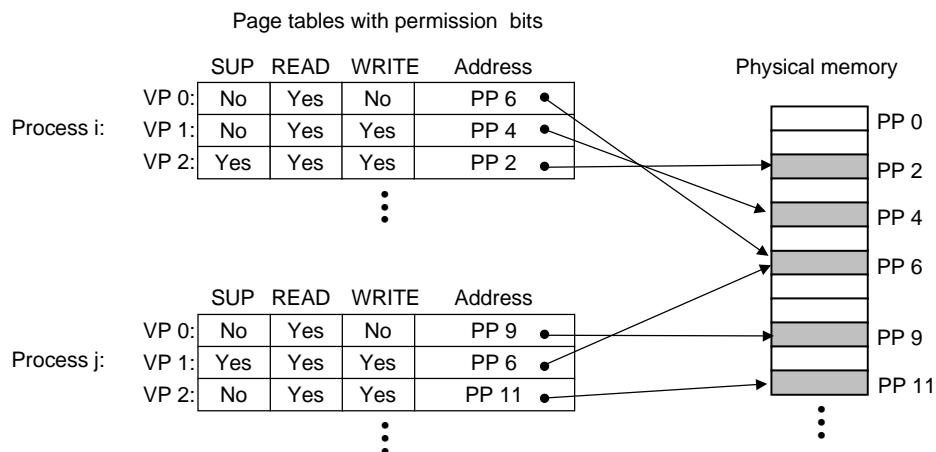 Page tables with permission bits
SUP READ WRITE Address
Physical memory
Process i:
VP 0: No Yes No PP 6
VP 1: No Yes Yes PP 4
VP 2: Yes Yes Yes PP 2
PP 0
PP 2
PP 4
PP 6
PP 9
PP 11
SUP READ WRITE Address
Process j:
VP 0: No Yes No PP 9
VP 1: Yes Yes Yes PP 6
VP 2: No Yes Yes PP 11